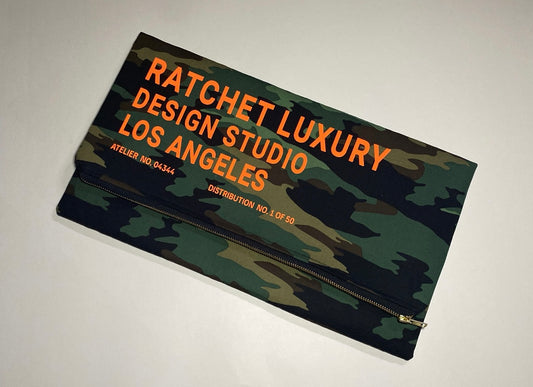 RATCHET LUXURY
DESIGN STUDIO
LOS ANGELES
ATELIER NO. 04344
DISTRIBUTION NO. 1 OF 50